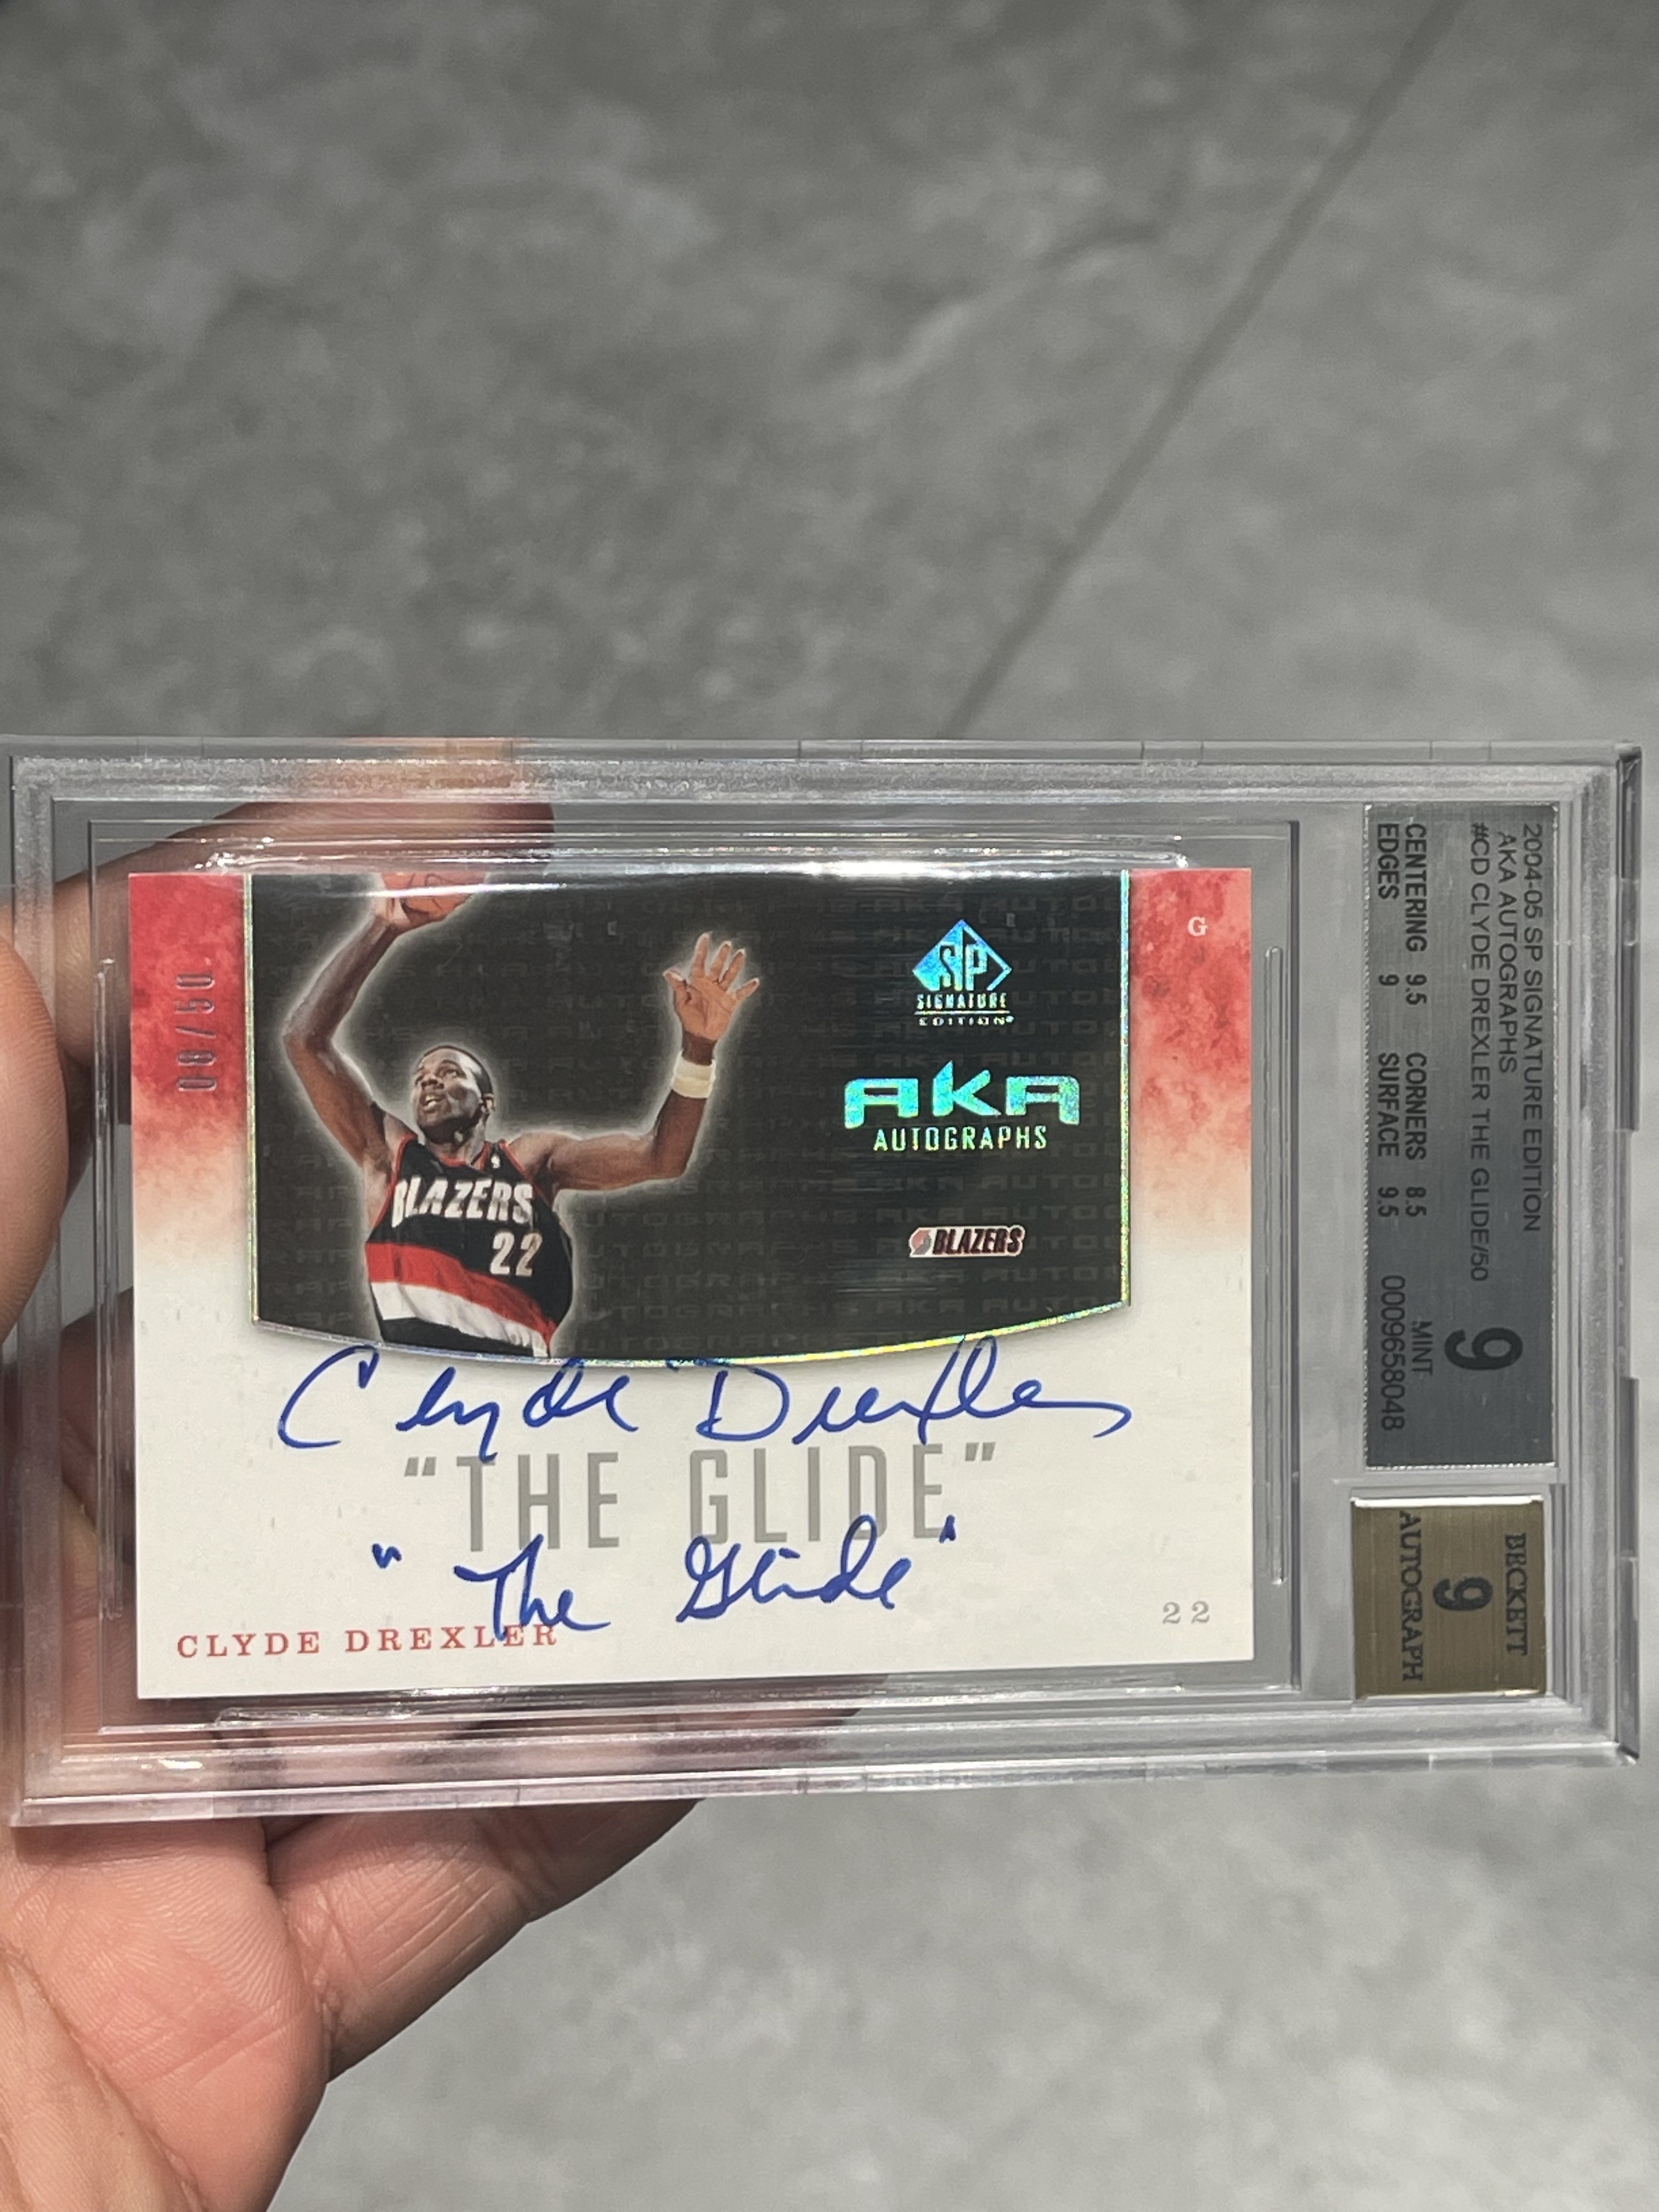 G
08/50
SP
SIGNATURE
EDITION
AKA
AUTOGRAPHS
BLAZERS
22
BLAZERS
Clyde Drexler
"THE GLIDE"
"The Glide"
CLYDE DREXLER
22
2004-05 SP SIGNATURE EDITION
AKA AUTOGRAPHS
#CD CLYDE DREXLER THE GLIDE/50
CENTERING 9.5 CORNERS 8.5
EDGES 9 SURFACE 9.5
9
MINT
0009658048
BECKETT
9
AUTOGRAPH